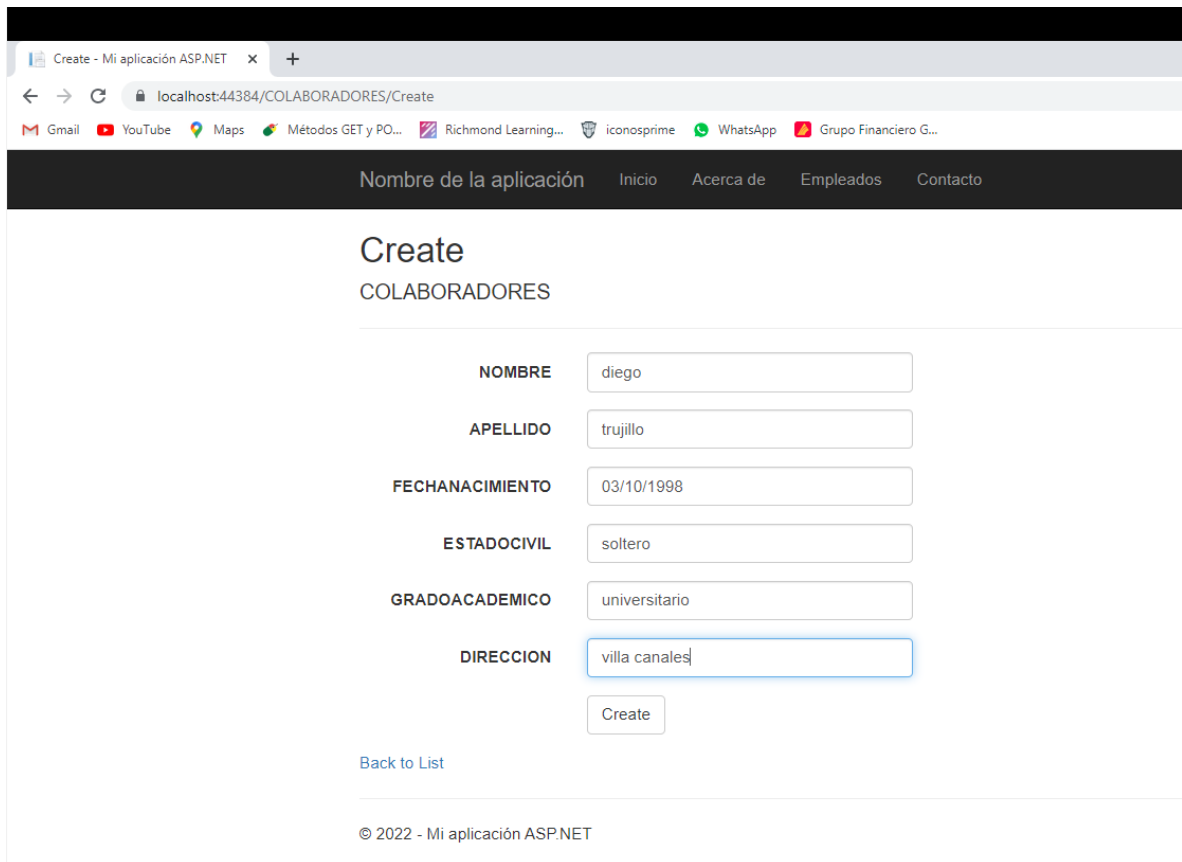 Create - Mi aplicación ASP.NET
localhost:44384/COLABORADORES/Create
Gmail YouTube Maps Métodos GET y PO... Richmond Learning... iconosprime WhatsApp Grupo Financiero G...
Nombre de la aplicación Inicio Acerca de Empleados Contacto
Create
COLABORADORES
NOMBRE diego
APELLIDO trujillo
FECHANACIMIENTO 03/10/1998
ESTADOCIVIL soltero
GRADOACADEMICO universitario
DIRECCION villa canales
Create
Back to List
© 2022 - Mi aplicación ASP.NET